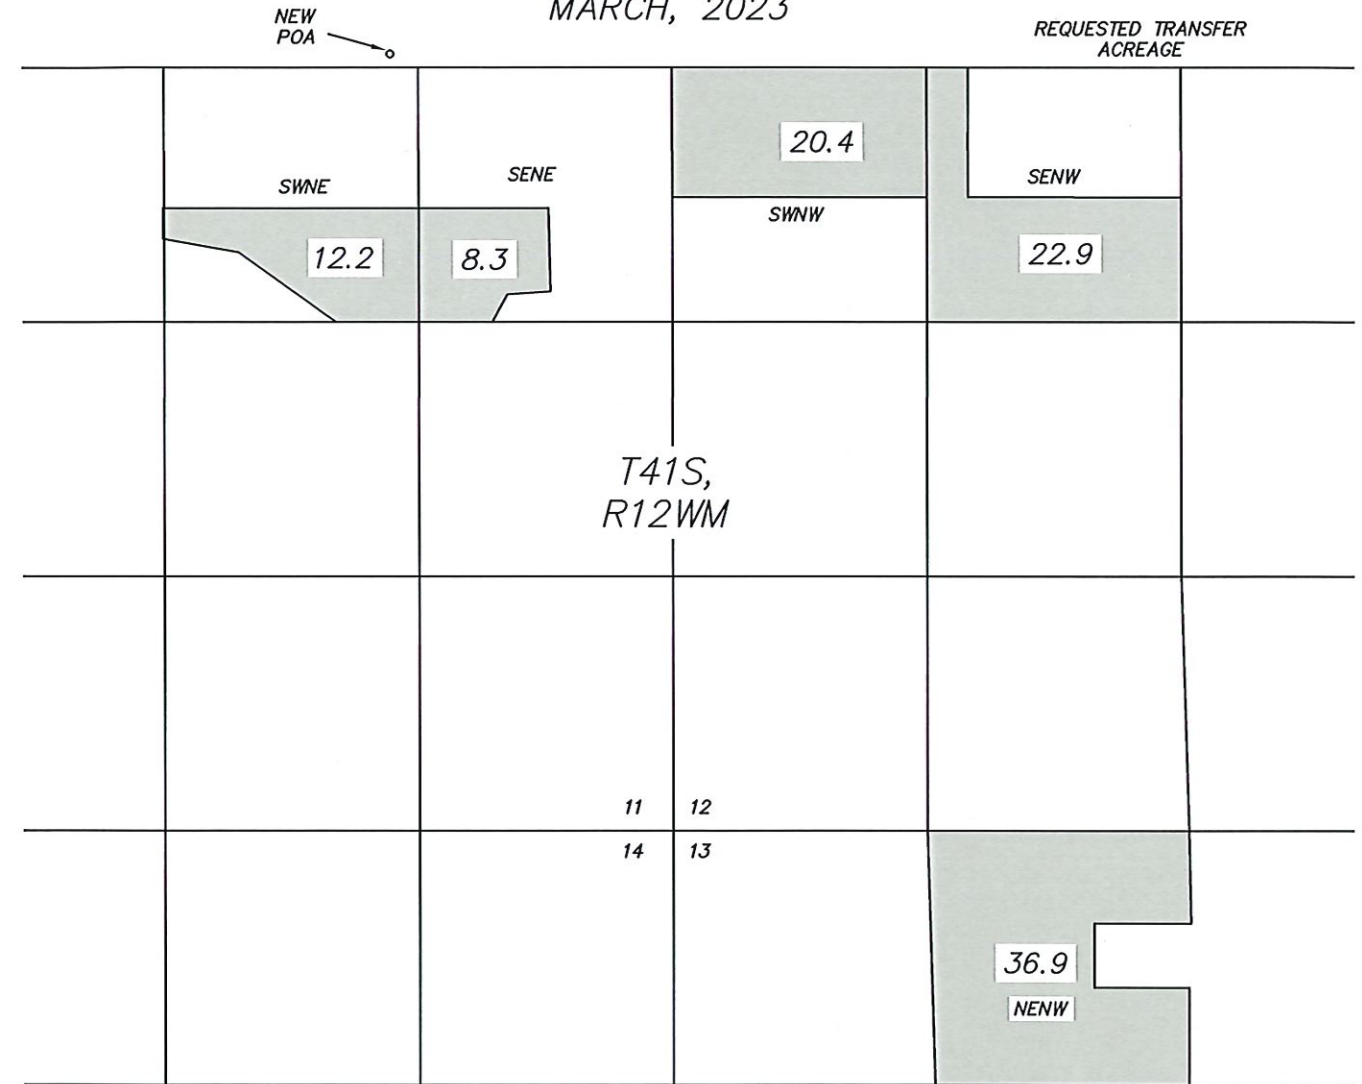 MARCH, 2023
NEW
POA
REQUESTED TRANSFER
ACREAGE
20.4
SENE
SENW
SWNE
SWNW
12.2
8.3
22.9
T41S,
R12WM
11
12
14
13
36.9
NENW